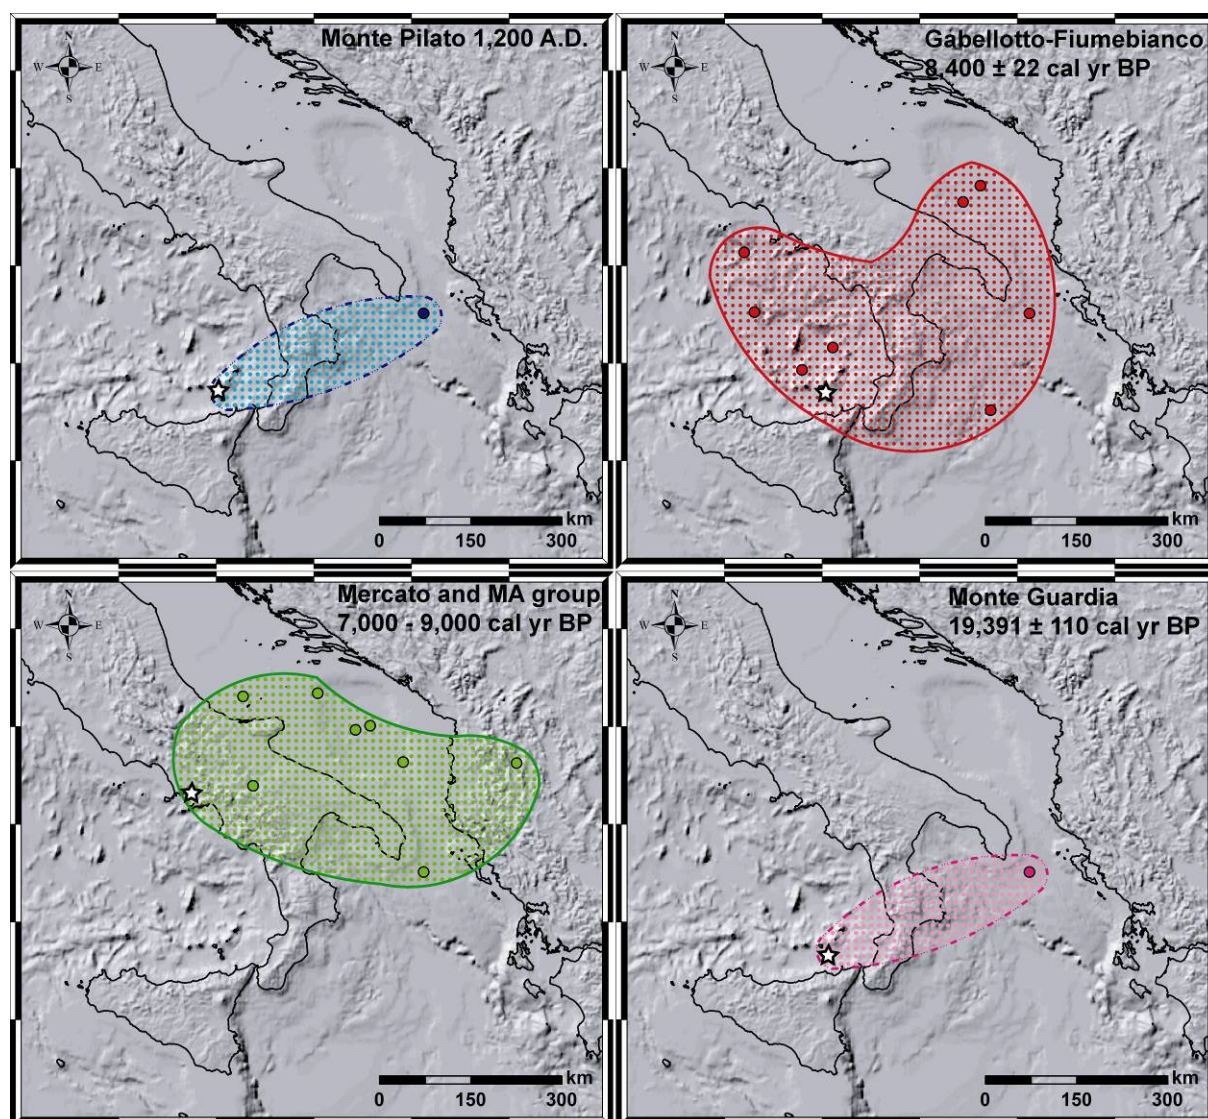 Monte Pilato 1,200 A.D.
N
W E
S
km
0 150 300
Gabellotto-Fiumebianco
8,400 ± 22 cal yr BP
N
W E
S
km
0 150 300
Mercato and MA group
7,000 - 9,000 cal yr BP
N
W E
S
km
0 150 300
Monte Guardia
19,391 ± 110 cal yr BP
N
W E
S
km
0 150 300